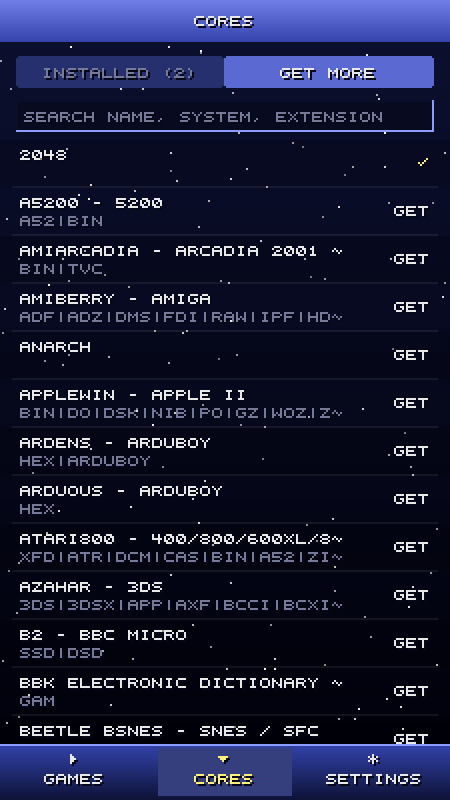 CORES
INSTALLED (2)
GET MORE
SEARCH NAME, SYSTEM, EXTENSION
2048 ✓
A5200 - 5200
A52|BIN
GET
AMIARCADIA - ARCADIA 2001 ~
BIN|TVC
GET
AMIBERRY - AMIGA
ADF|ADZ|DMS|FDI|RAW|IPF|HD~
GET
ANARCH
GET
APPLEWIN - APPLE II
BIN|DO|DSK|NIB|PO|GZ|WOZ|Z~
GET
ARDENS - ARDUBOY
HEX|ARDUBOY
GET
ARDUOUS - ARDUBOY
HEX
GET
ATARI800 - 400/800/600XL/8~
XFD|ATR|DCM|CAS|BIN|A52|ZI~
GET
AZAHAR - 3DS
3DS|3DSX|APP|AXF|BCCI|BCXI~
GET
B2 - BBC MICRO
SSD|DSD
GET
BBK ELECTRONIC DICTIONARY ~
GAM
GET
BEETLE BSNES - SNES / SFC
GET
GAMES
CORES
SETTINGS